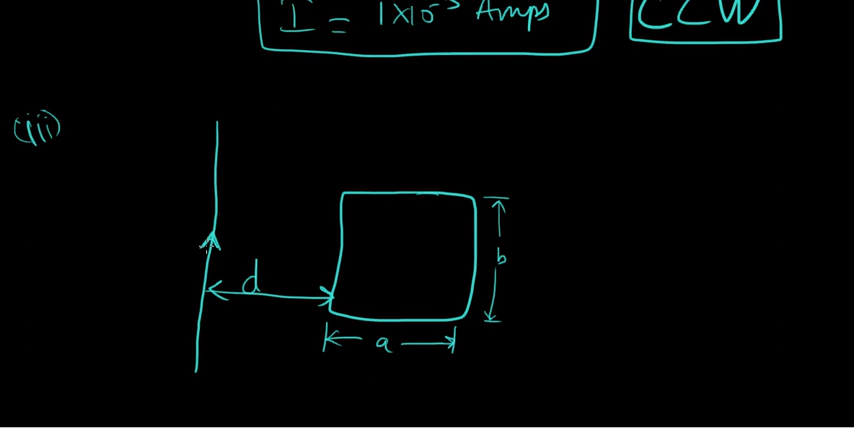 I = 1x10⁻³ Amps CCW
(iii)
d
b
a